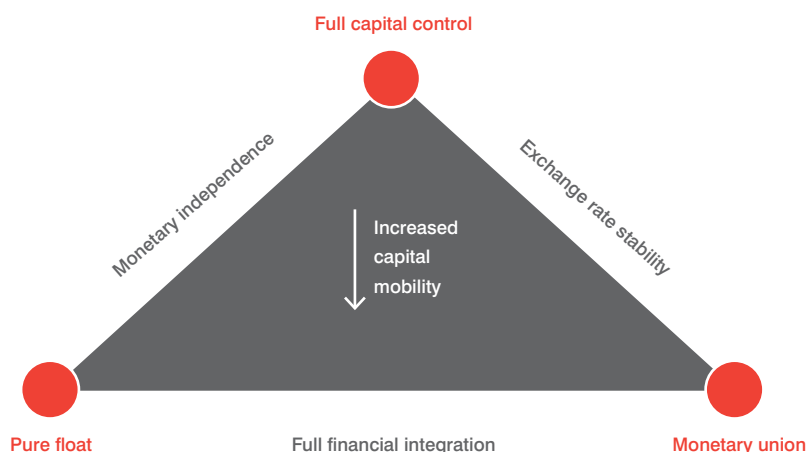 Full capital control
Monetary independence
Exchange rate stability
Increased
capital
mobility
Pure float
Full financial integration
Monetary union